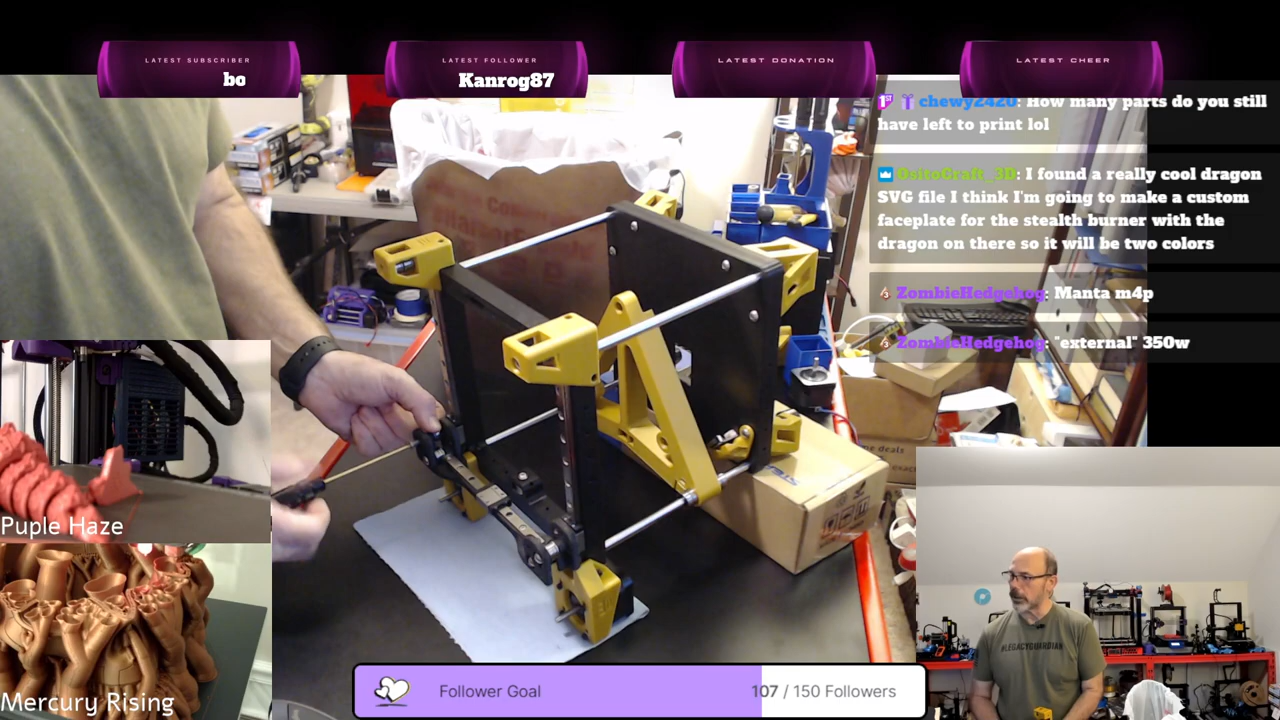 LATEST SUBSCRIBER
bo
LATEST FOLLOWER
Kanrog87
LATEST DONATION
LATEST CHEER
chewy2420: How many parts do you still
have left to print lol
OsitoCraft_3D: I found a really cool dragon
SVG file I think I'm going to make a custom
faceplate for the stealth burner with the
dragon on there so it will be two colors
ZombieHedgehog: Manta m4p
ZombieHedgehog: "external" 350w
Puple Haze
Mercury Rising
#LEGACYGUARDIAN
Follower Goal
107 / 150 Followers